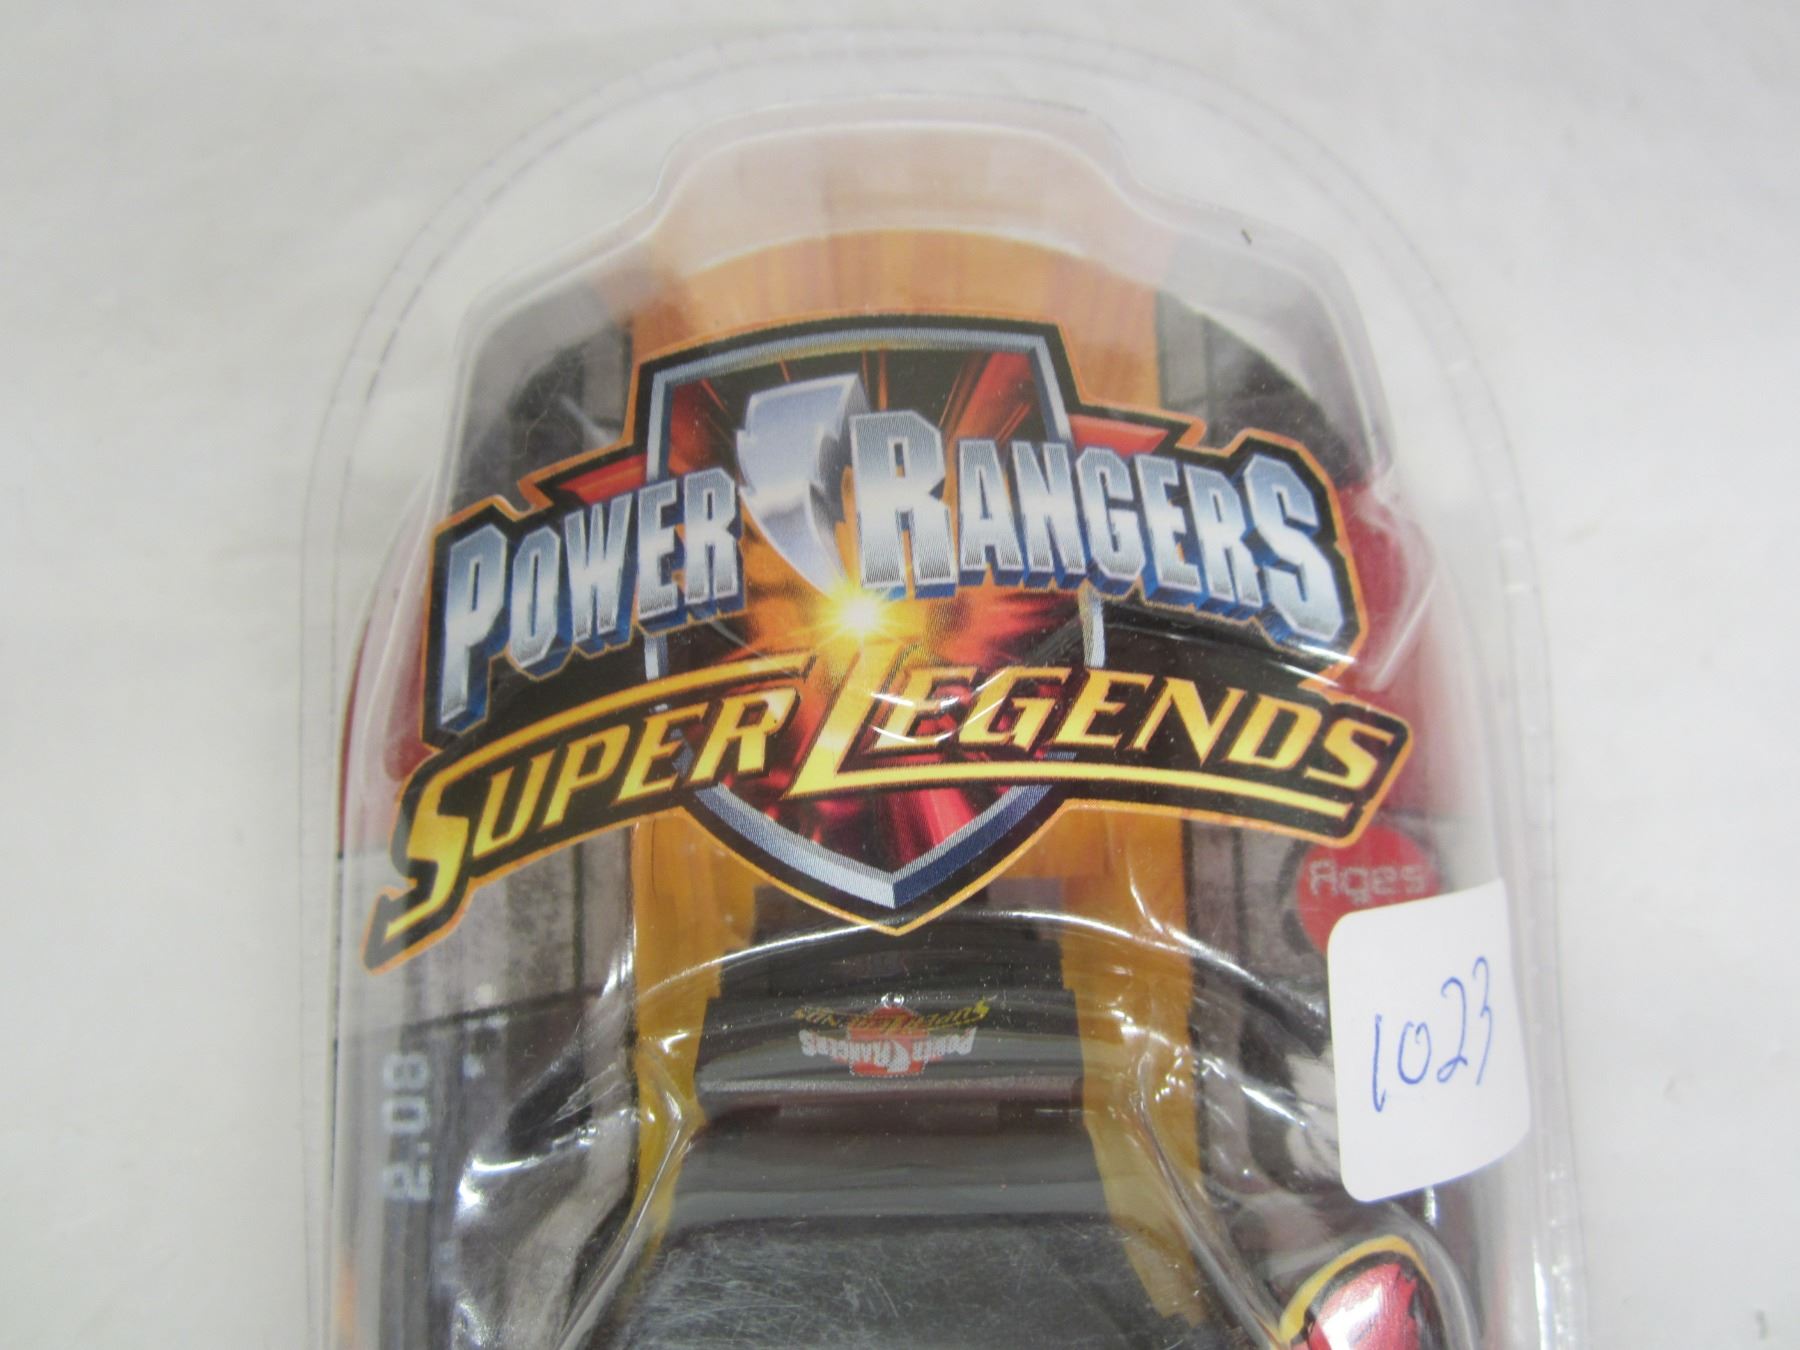 POWER RANGERS
SUPER LEGENDS
Ages
1023
SUPER LEGENDS
POWER RANGERS
2.08